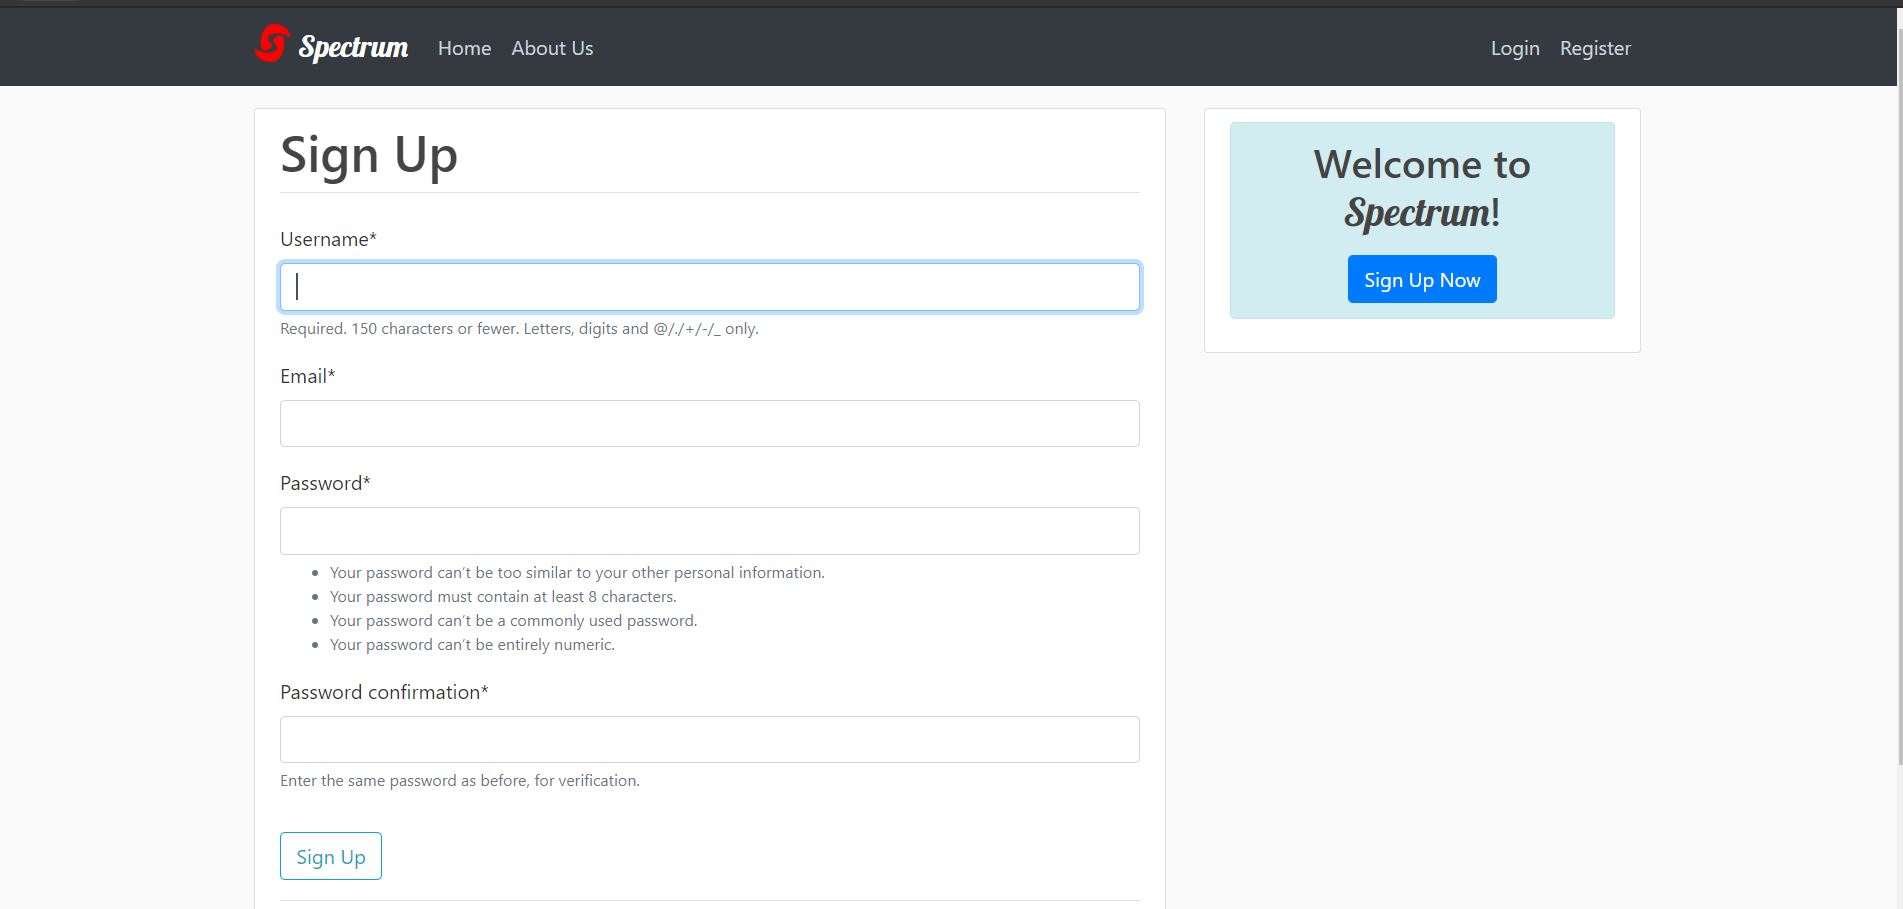 Spectrum Home About Us Login Register
Sign Up
Username*
Required. 150 characters or fewer. Letters, digits and @/./+/-/_ only.
Email*
Password*
Your password can't be too similar to your other personal information.
Your password must contain at least 8 characters.
Your password can't be a commonly used password.
Your password can't be entirely numeric.
Password confirmation*
Enter the same password as before, for verification.
Sign Up
Welcome to
Spectrum!
Sign Up Now